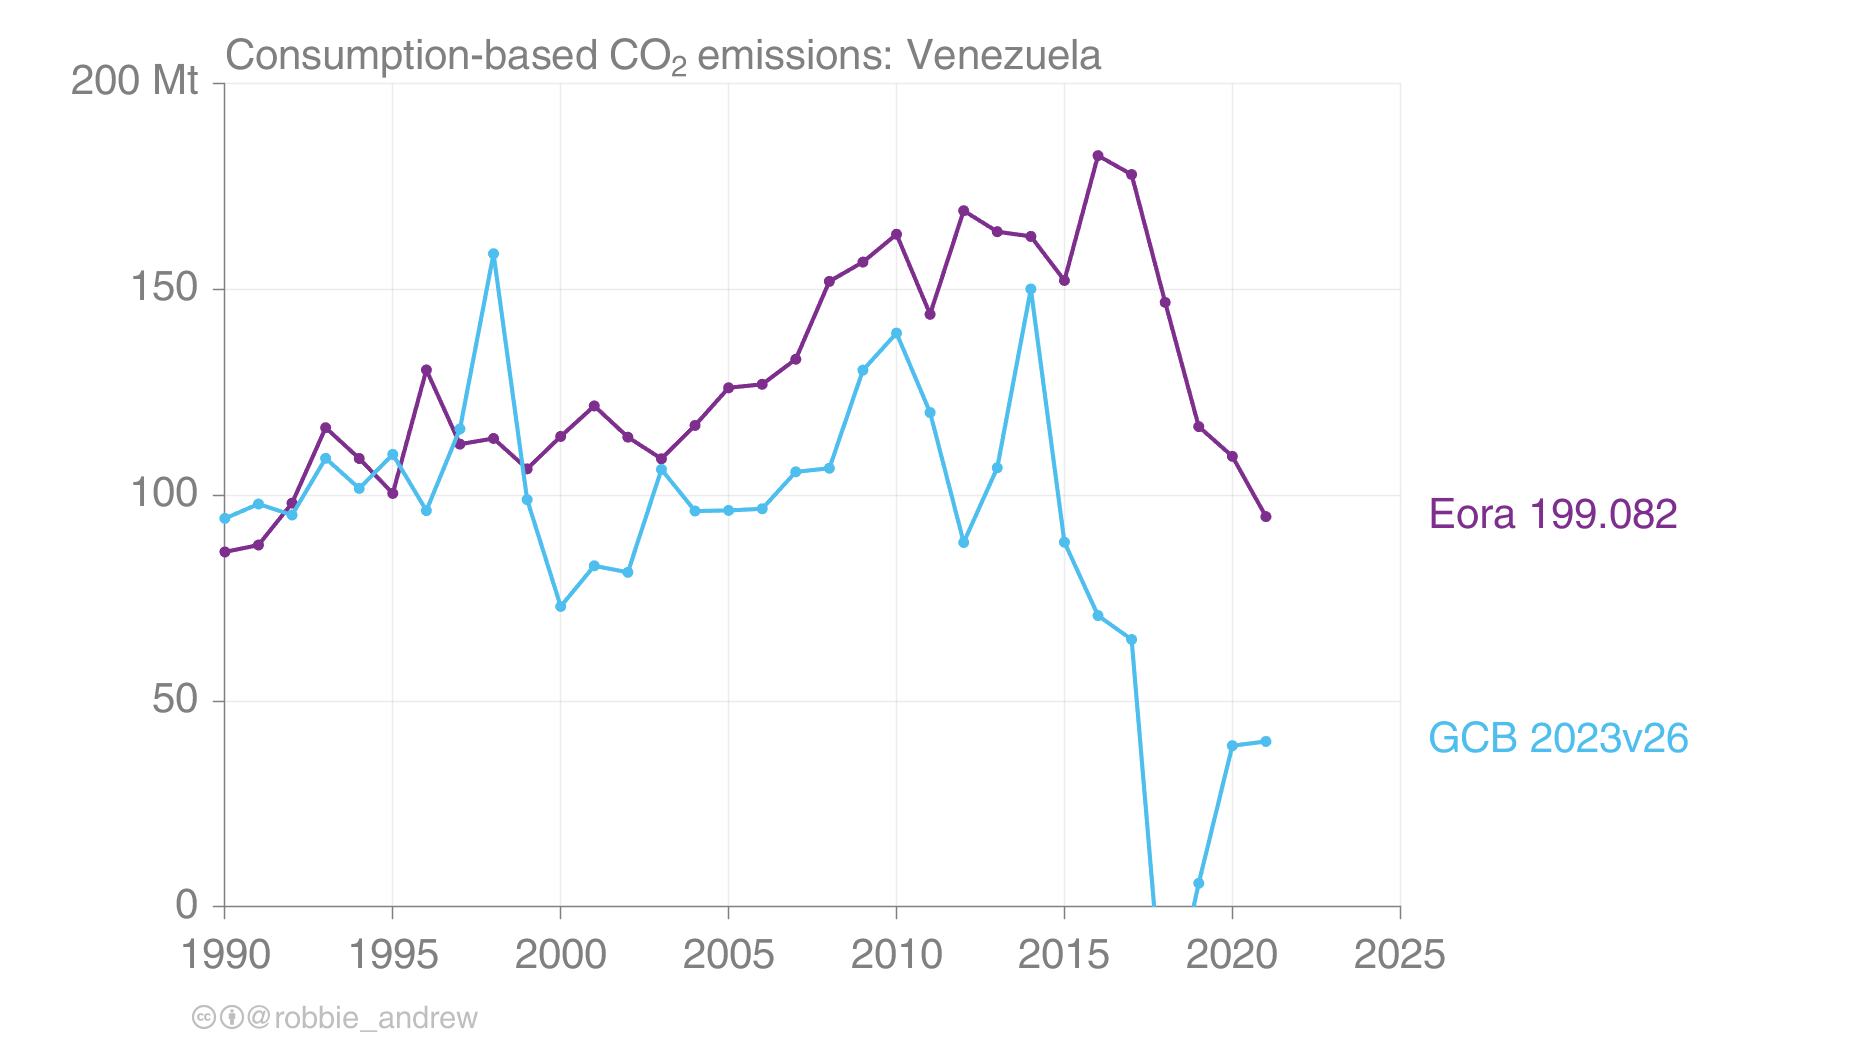 Consumption-based CO₂ emissions: Venezuela
200 Mt
150
100
50
0
1990 1995 2000 2005 2010 2015 2020 2025
Eora 199.082
GCB 2023v26
@robbie_andrew